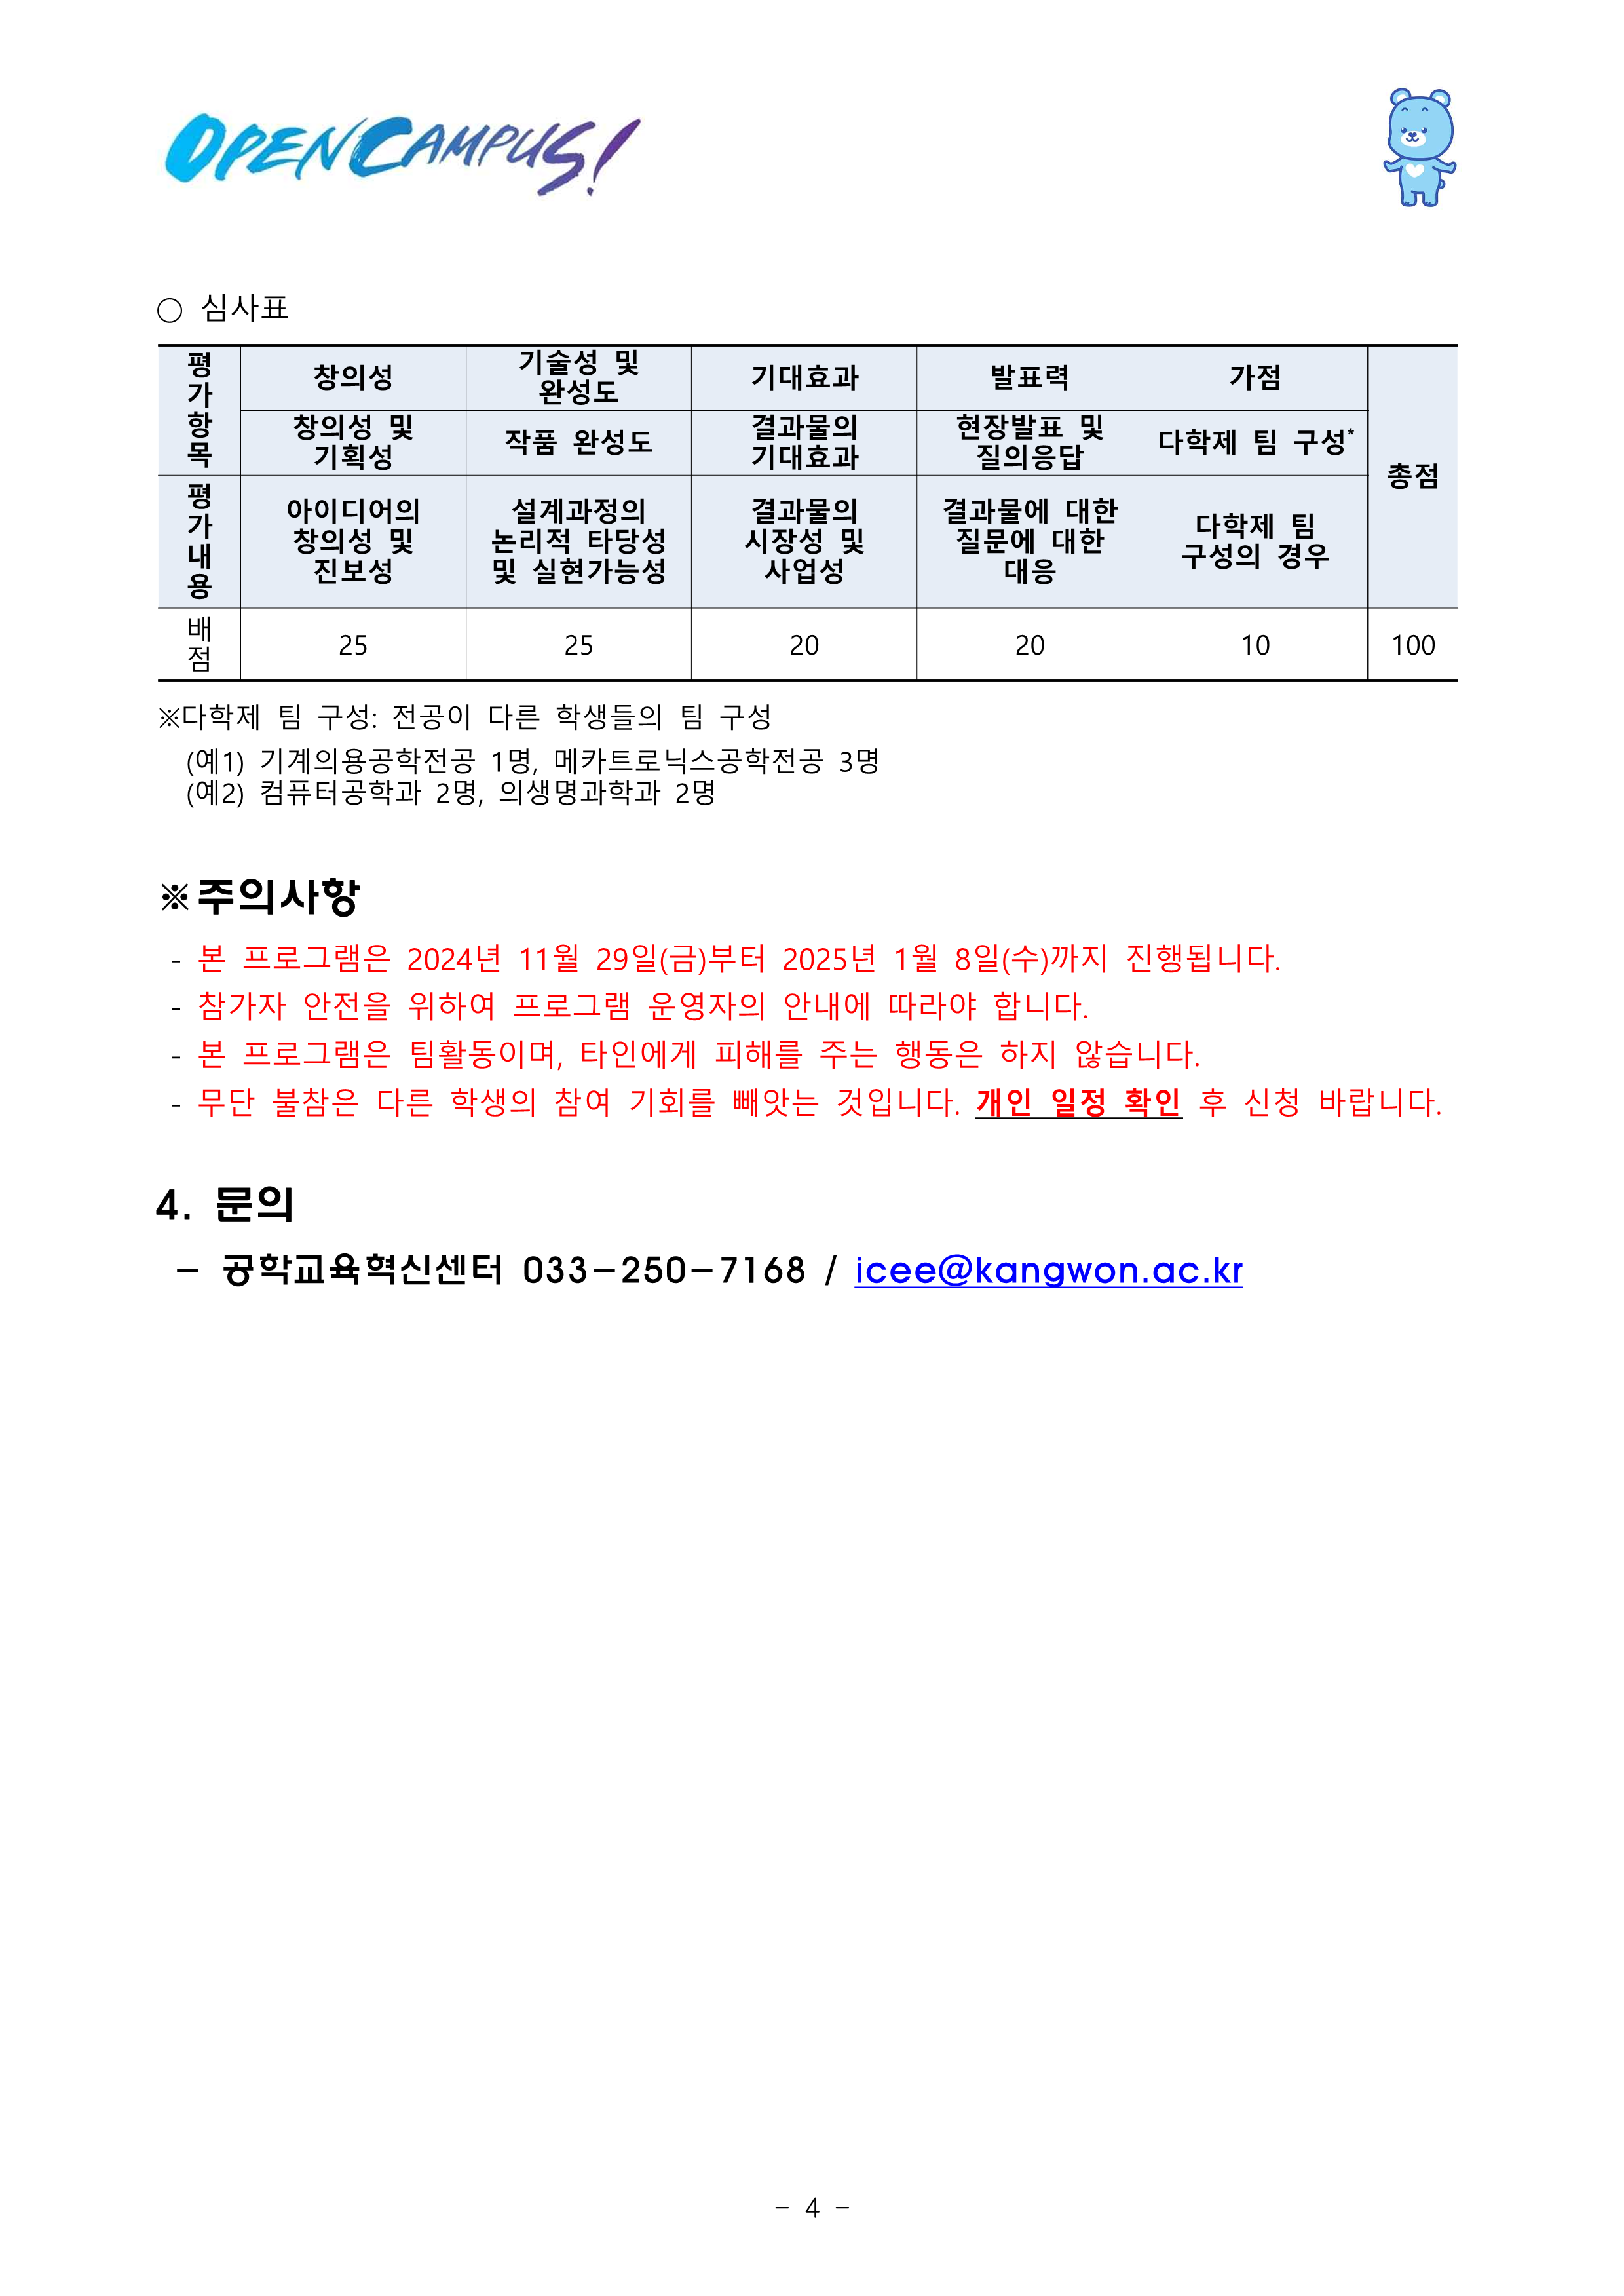 OPEN CAMPUS!
○ 심사표
평가항목
창의성
기술성 및
완성도
기대효과
발표력
가점
총점
창의성 및
기획성
작품 완성도
결과물의
기대효과
현장발표 및
질의응답
다학제 팀 구성*
평가내용
아이디어의
창의성 및
진보성
설계과정의
논리적 타당성
및 실현가능성
결과물의
시장성 및
사업성
결과물에 대한
질문에 대한
대응
다학제 팀
구성의 경우
배점
25
25
20
20
10
100
※다학제 팀 구성: 전공이 다른 학생들의 팀 구성
(예1) 기계의용공학전공 1명, 메카트로닉스공학전공 3명
(예2) 컴퓨터공학과 2명, 의생명과학과 2명
※주의사항
- 본 프로그램은 2024년 11월 29일(금)부터 2025년 1월 8일(수)까지 진행됩니다.
- 참가자 안전을 위하여 프로그램 운영자의 안내에 따라야 합니다.
- 본 프로그램은 팀활동이며, 타인에게 피해를 주는 행동은 하지 않습니다.
- 무단 불참은 다른 학생의 참여 기회를 빼앗는 것입니다. 개인 일정 확인 후 신청 바랍니다.
4. 문의
- 공학교육혁신센터 033-250-7168 / icee@kangwon.ac.kr
- 4 -